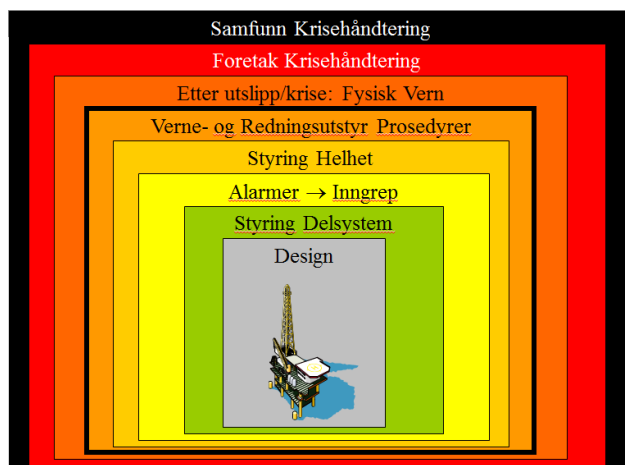 Samfunn Krisehåndtering
Foretak Krisehåndtering
Etter utslipp/krise: Fysisk Vern
Verne- og Redningsutstyr Prosedyrer
Styring Helhet
Alarmer → Inngrep
Styring Delsystem
Design